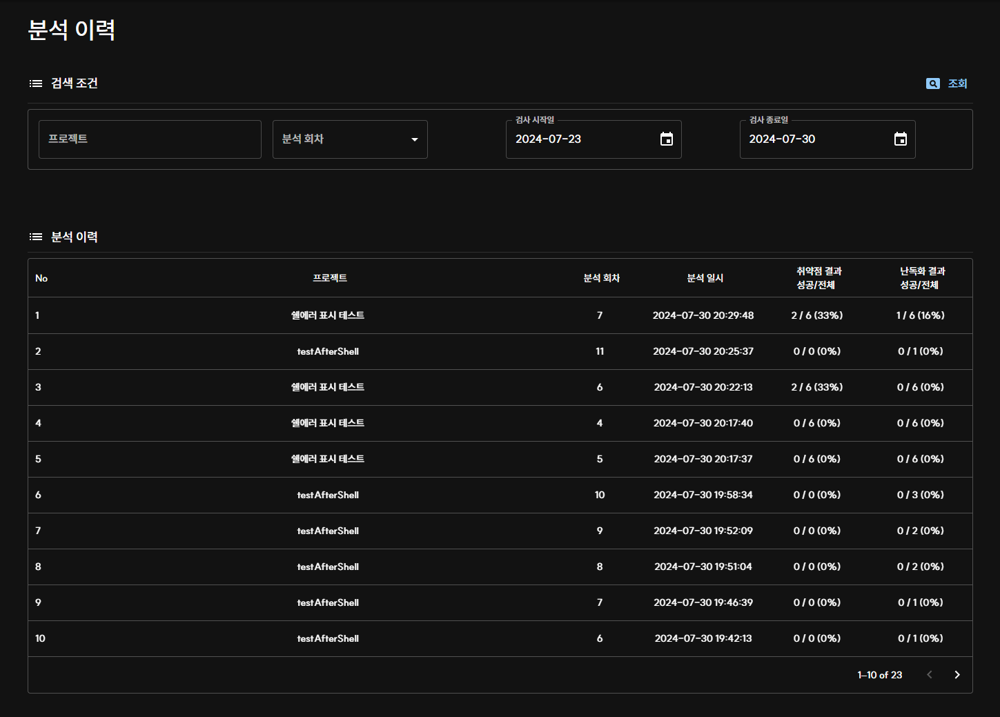 분석 이력
검색 조건
조회
프로젝트
분석 회차
검사 시작일
2024-07-23
검사 종료일
2024-07-30
분석 이력
No 프로젝트 분석 회차 분석 일시 취약점 결과 성공/전체 난독화 결과 성공/전체
1 쉘에러 표시 테스트 7 2024-07-30 20:29:48 2 / 6 (33%) 1 / 6 (16%)
2 testAfterShell 11 2024-07-30 20:25:37 0 / 0 (0%) 0 / 1 (0%)
3 쉘에러 표시 테스트 6 2024-07-30 20:22:13 2 / 6 (33%) 0 / 6 (0%)
4 쉘에러 표시 테스트 4 2024-07-30 20:17:40 0 / 6 (0%) 0 / 6 (0%)
5 쉘에러 표시 테스트 5 2024-07-30 20:17:37 0 / 6 (0%) 0 / 6 (0%)
6 testAfterShell 10 2024-07-30 19:58:34 0 / 0 (0%) 0 / 3 (0%)
7 testAfterShell 9 2024-07-30 19:52:09 0 / 0 (0%) 0 / 2 (0%)
8 testAfterShell 8 2024-07-30 19:51:04 0 / 0 (0%) 0 / 2 (0%)
9 testAfterShell 7 2024-07-30 19:46:39 0 / 0 (0%) 0 / 1 (0%)
10 testAfterShell 6 2024-07-30 19:42:13 0 / 0 (0%) 0 / 1 (0%)
1–10 of 23